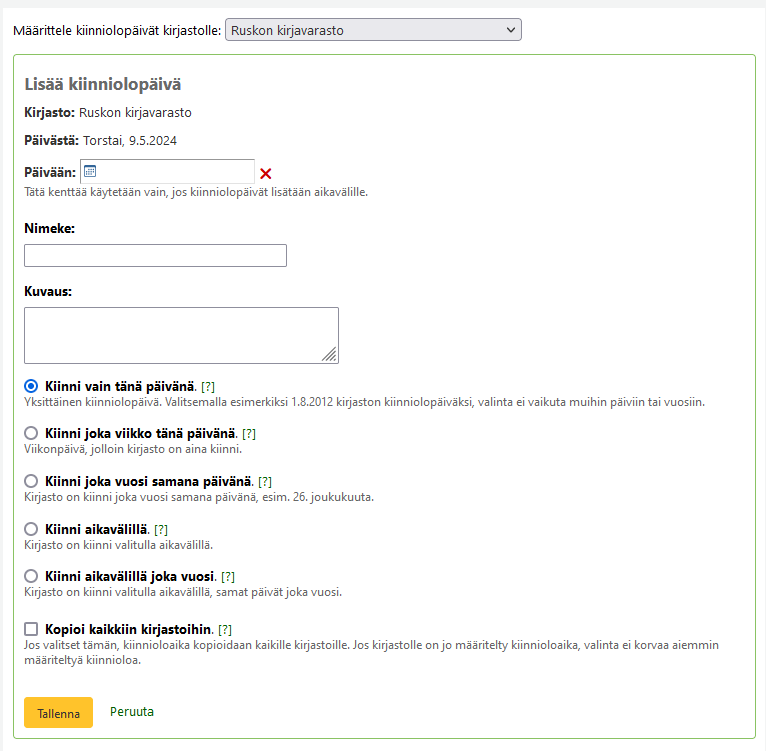 Määrittele kiinniolopäivät kirjastolle: Ruskon kirjavarasto
Lisää kiinniolopäivä
Kirjasto: Ruskon kirjavarasto
Päivästä: Torstai, 9.5.2024
Päivään:
Tätä kenttää käytetään vain, jos kiinniolopäivät lisätään aikavälille.
Nimeke:
Kuvaus:
Kiinni vain tänä päivänä. [?]
Yksittäinen kiinniolopäivä. Valitsemalla esimerkiksi 1.8.2012 kirjaston kiinniolopäiväksi, valinta ei vaikuta muihin päiviin tai vuosiin.
Kiinni joka viikko tänä päivänä. [?]
Viikonpäivä, jolloin kirjasto on aina kiinni.
Kiinni joka vuosi samana päivänä. [?]
Kirjasto on kiinni joka vuosi samana päivänä, esim. 26. joukukuuta.
Kiinni aikavälillä. [?]
Kirjasto on kiinni valitulla aikavälillä.
Kiinni aikavälillä joka vuosi. [?]
Kirjasto on kiinni valitulla aikavälillä, samat päivät joka vuosi.
Kopioi kaikkiin kirjastoihin. [?]
Jos valitset tämän, kiinnioloaika kopioidaan kaikille kirjastoille. Jos kirjastolle on jo määritelty kiinnioloaika, valinta ei korvaa aiemmin
määriteltyä kiinnioloa.
Tallenna Peruuta